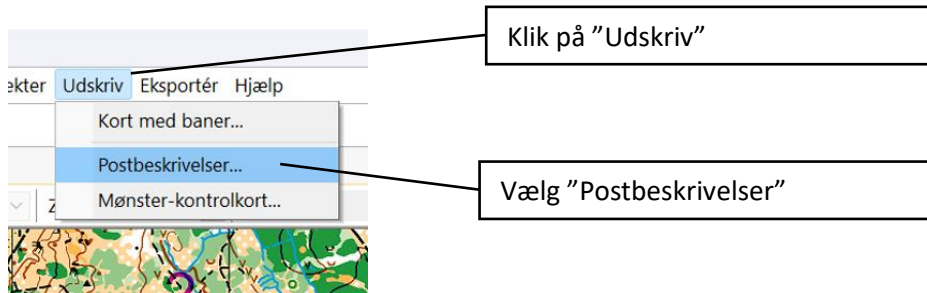 Klik på ”Udskriv”
ekter Udskriv Eksportér Hjælp
Kort med baner...
Postbeskrivelser...
Vælg ”Postbeskrivelser”
Mønster-kontrolkort...